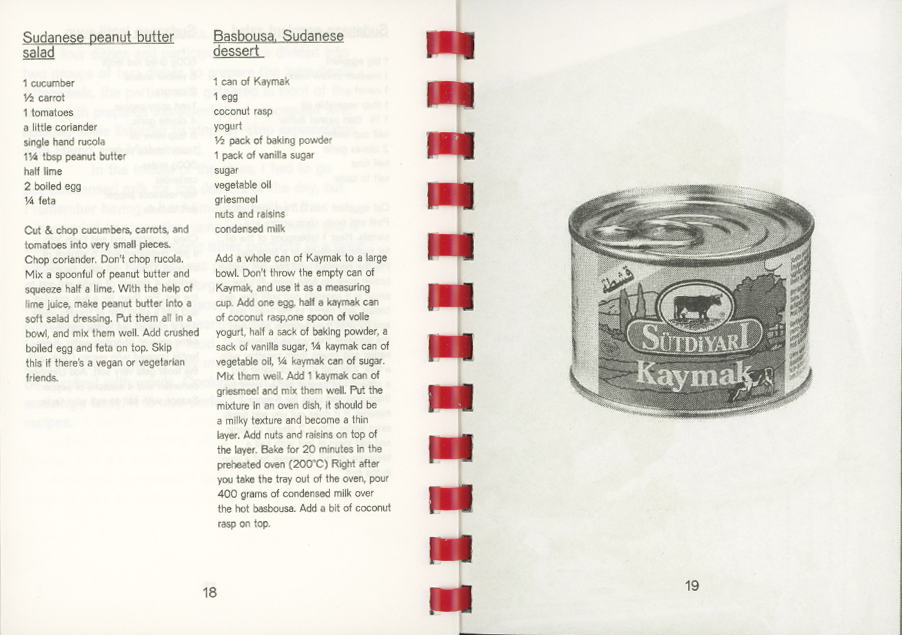 Sudanese peanut butter
salad
1 cucumber
½ carrot
1 tomatoes
a little coriander
single hand rucola
1¼ tbsp peanut butter
half lime
2 boiled egg
¼ feta
Cut & chop cucumbers, carrots, and
tomatoes into very small pieces.
Chop coriander. Don't chop rucola.
Mix a spoonful of peanut butter and
squeeze half a lime. With the help of
lime juice, make peanut butter into a
soft salad dressing. Put them all in a
bowl, and mix them well. Add crushed
boiled egg and feta on top. Skip
this if there's a vegan or vegetarian
friends.
Basbousa, Sudanese
dessert
1 can of Kaymak
1 egg
coconut rasp
yogurt
½ pack of baking powder
1 pack of vanilla sugar
sugar
vegetable oil
griesmeel
nuts and raisins
condensed milk
Add a whole can of Kaymak to a large
bowl. Don't throw the empty can of
Kaymak, and use it as a measuring
cup. Add one egg, half a kaymak can
of coconut rasp,one spoon of volle
yogurt, half a sack of baking powder, a
sack of vanilla sugar, ¼ kaymak can of
vegetable oil, ¼ kaymak can of sugar.
Mix them well. Add 1 kaymak can of
griesmeel and mix them well. Put the
mixture in an oven dish, it should be
a milky texture and become a thin
layer. Add nuts and raisins on top of
the layer. Bake for 20 minutes in the
preheated oven (200°C) Right after
you take the tray out of the oven, pour
400 grams of condensed milk over
the hot basbousa. Add a bit of coconut
rasp on top.
18
قشطة
SÜTDİYARI
Kaymak
19